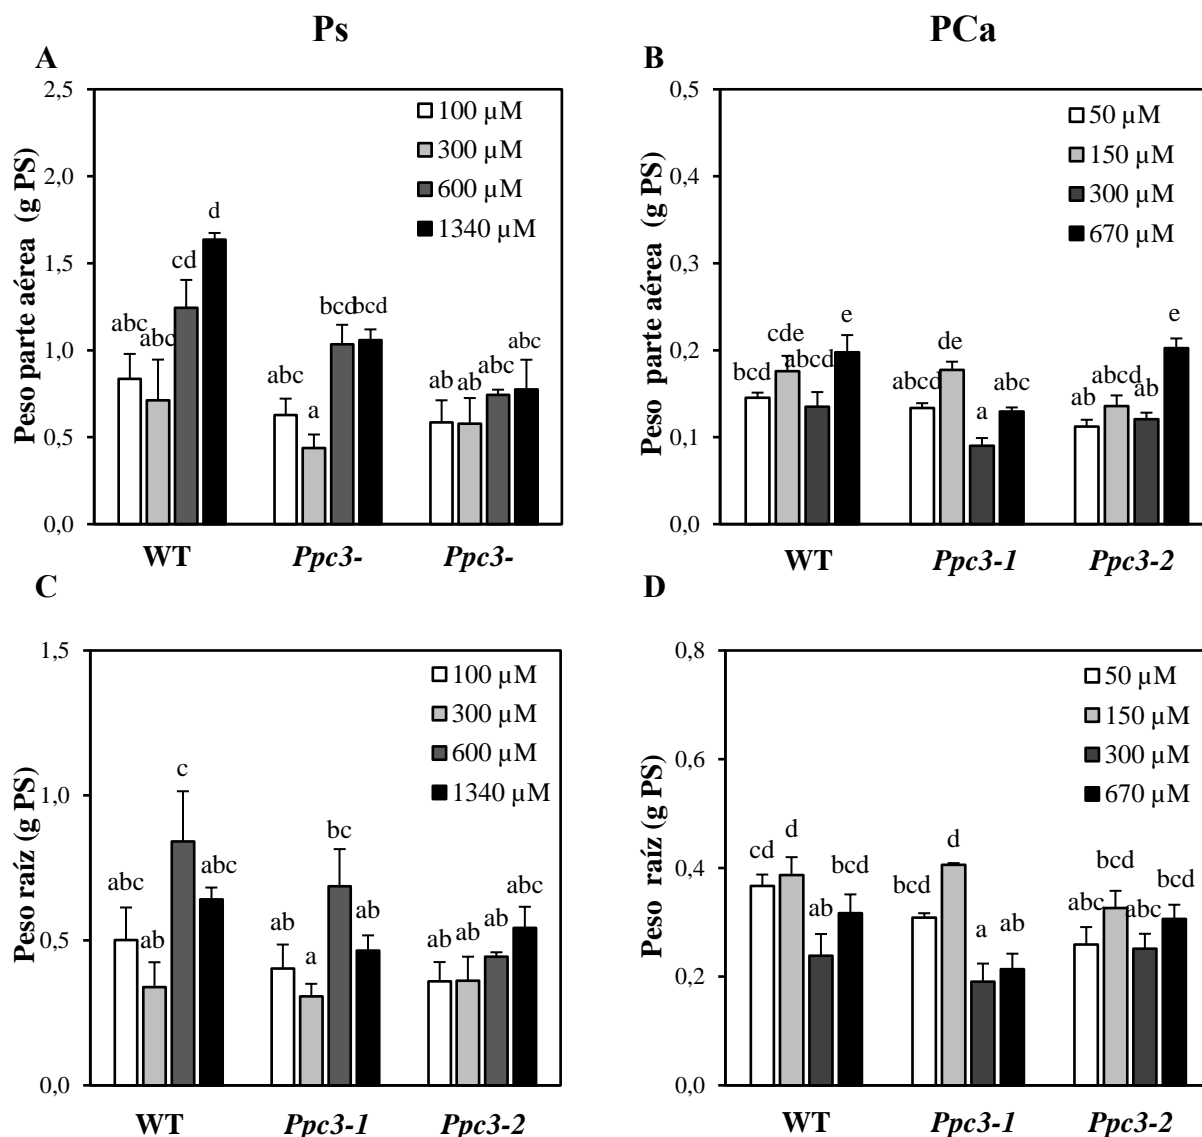 Ps
PCa
A
B
Peso parte aérea (g PS)
2,5
2,0
1,5
1,0
0,5
0,0
100 µM
300 µM
600 µM
1340 µM
abc
abc
cd
d
abc
a
bcd
bcd
ab
ab
abc
abc
WT
Ppc3-
Ppc3-
Peso parte aérea (g PS)
0,5
0,4
0,3
0,2
0,1
0,0
50 µM
150 µM
300 µM
670 µM
bcd
cde
abcd
e
abcd
de
a
abc
ab
abcd
ab
e
WT
Ppc3-1
Ppc3-2
C
D
Peso raíz (g PS)
1,5
1,0
0,5
0,0
100 µM
300 µM
600 µM
1340 µM
abc
ab
c
abc
ab
a
bc
ab
ab
ab
ab
abc
WT
Ppc3-1
Ppc3-2
Peso raíz (g PS)
0,8
0,6
0,4
0,2
0,0
50 µM
150 µM
300 µM
670 µM
cd
d
ab
bcd
bcd
d
a
ab
abc
bcd
abc
bcd
WT
Ppc3-1
Ppc3-2